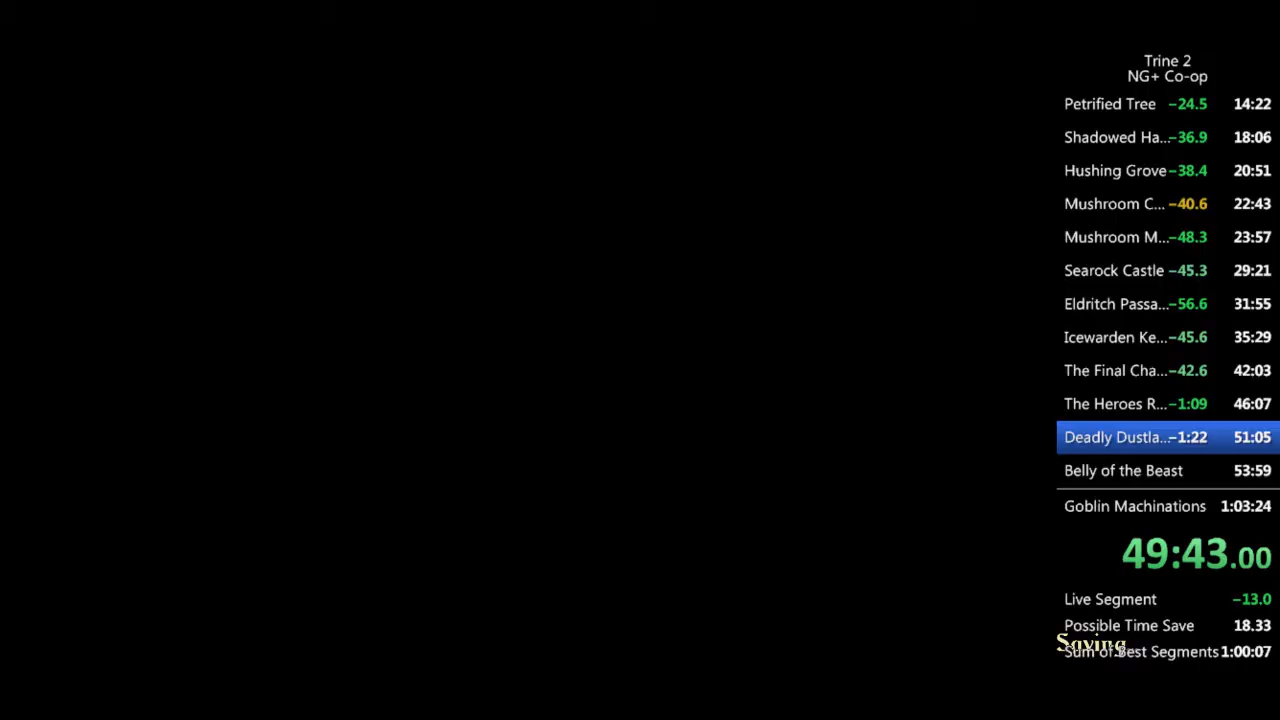 Trine 2
NG+ Co-op
Petrified Tree -24.5 14:22
Shadowed Ha... -36.9 18:06
Hushing Grove -38.4 20:51
Mushroom C... -40.6 22:43
Mushroom M... -48.3 23:57
Searock Castle -45.3 29:21
Eldritch Passa... -56.6 31:55
Icewarden Ke... -45.6 35:29
The Final Cha... -42.6 42:03
The Heroes R... -1:09 46:07
Deadly Dustla... -1:22 51:05
Belly of the Beast 53:59
Goblin Machinations 1:03:24
49:43.00
Live Segment -13.0
Possible Time Save 18.33
Saving
Sum of Best Segments 1:00:07